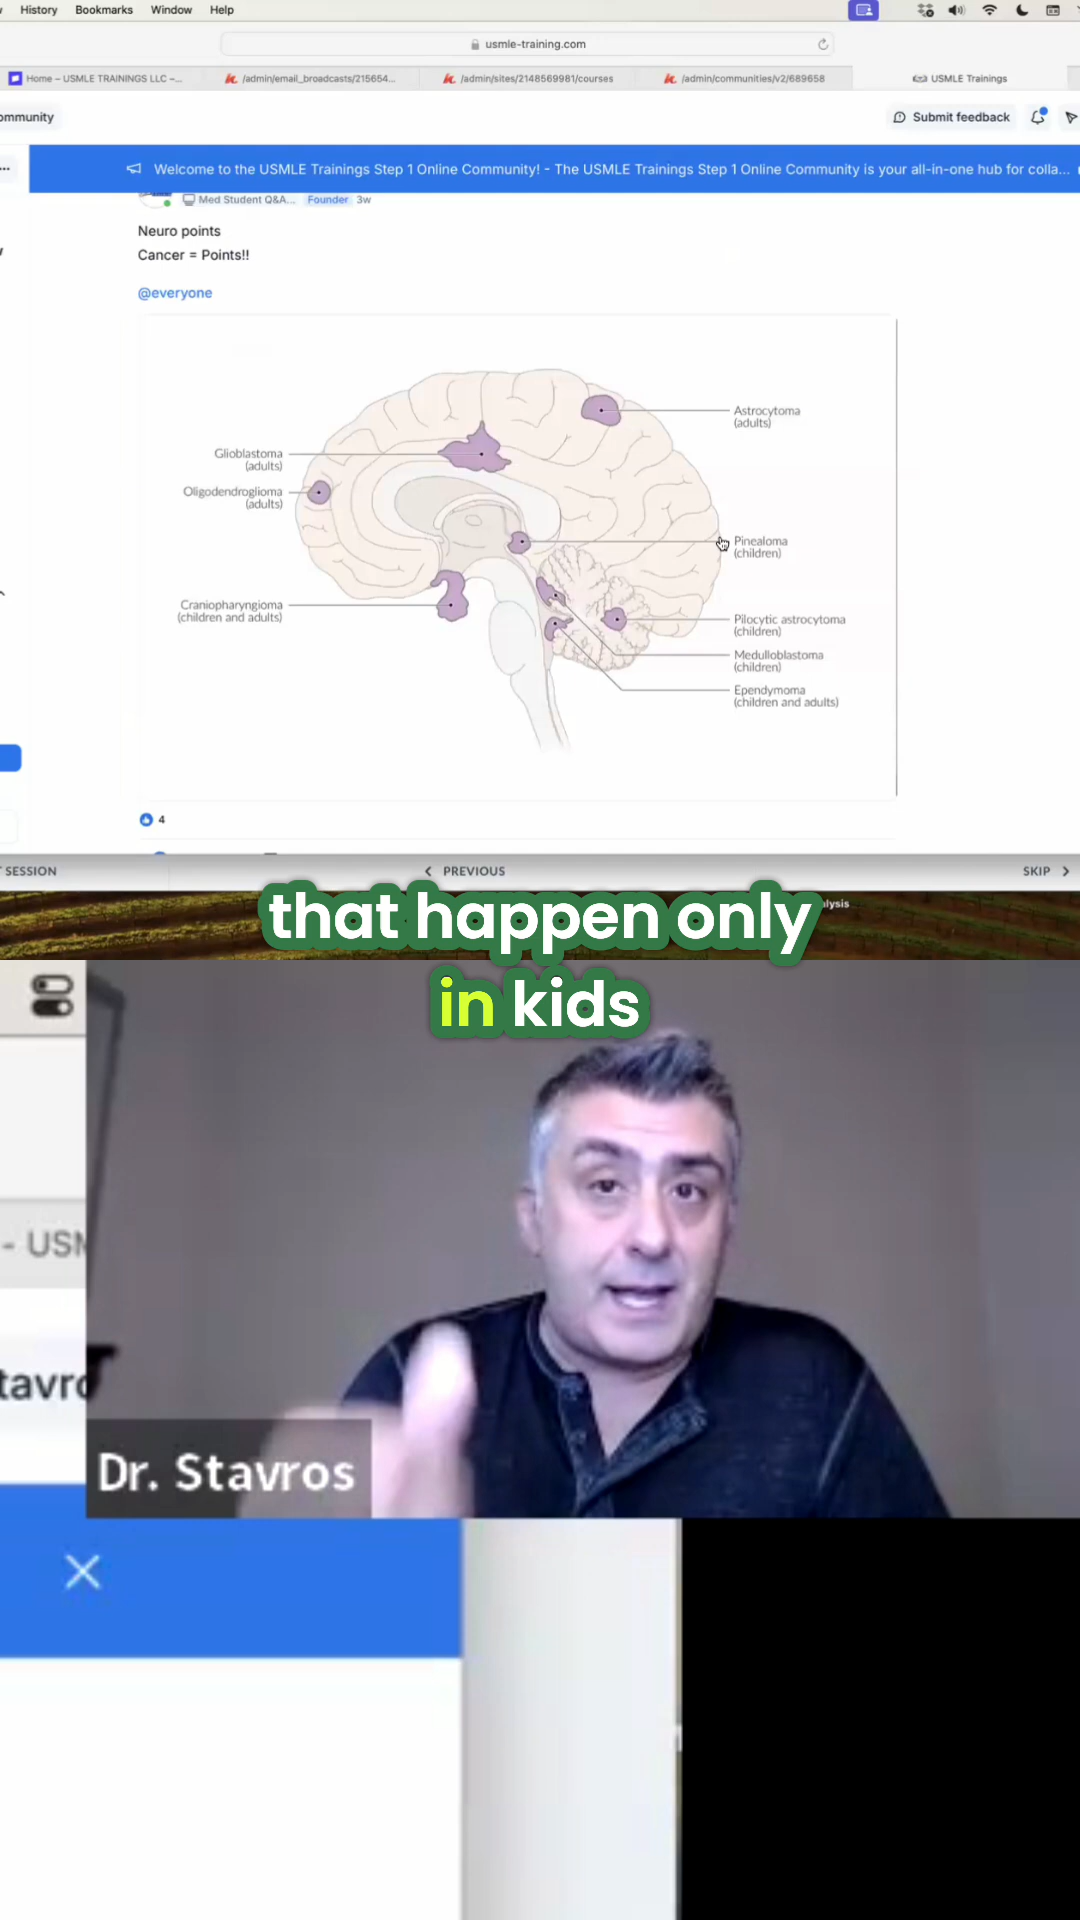 History Bookmarks Window Help
usmle-training.com
Home – USMLE TRAININGS LLC –...
/admin/email_broadcasts/215654...
/admin/sites/2148569981/courses
/admin/communities/v2/689658
USMLE Trainings
ommunity
Submit feedback
Welcome to the USMLE Trainings Step 1 Online Community! - The USMLE Trainings Step 1 Online Community is your all-in-one hub for colla...
Med Student Q&A... Founder 3w
Neuro points
Cancer = Points!!
@everyone
Astrocytoma
(adults)
Glioblastoma
(adults)
Oligodendroglioma
(adults)
Pinealoma
(children)
Craniopharyngioma
(children and adults)
Pilocytic astrocytoma
(children)
Medulloblastoma
(children)
Ependymoma
(children and adults)
4
SESSION
PREVIOUS
SKIP
alysis
that happen only
in kids
- USM
tavro
Dr. Stavros